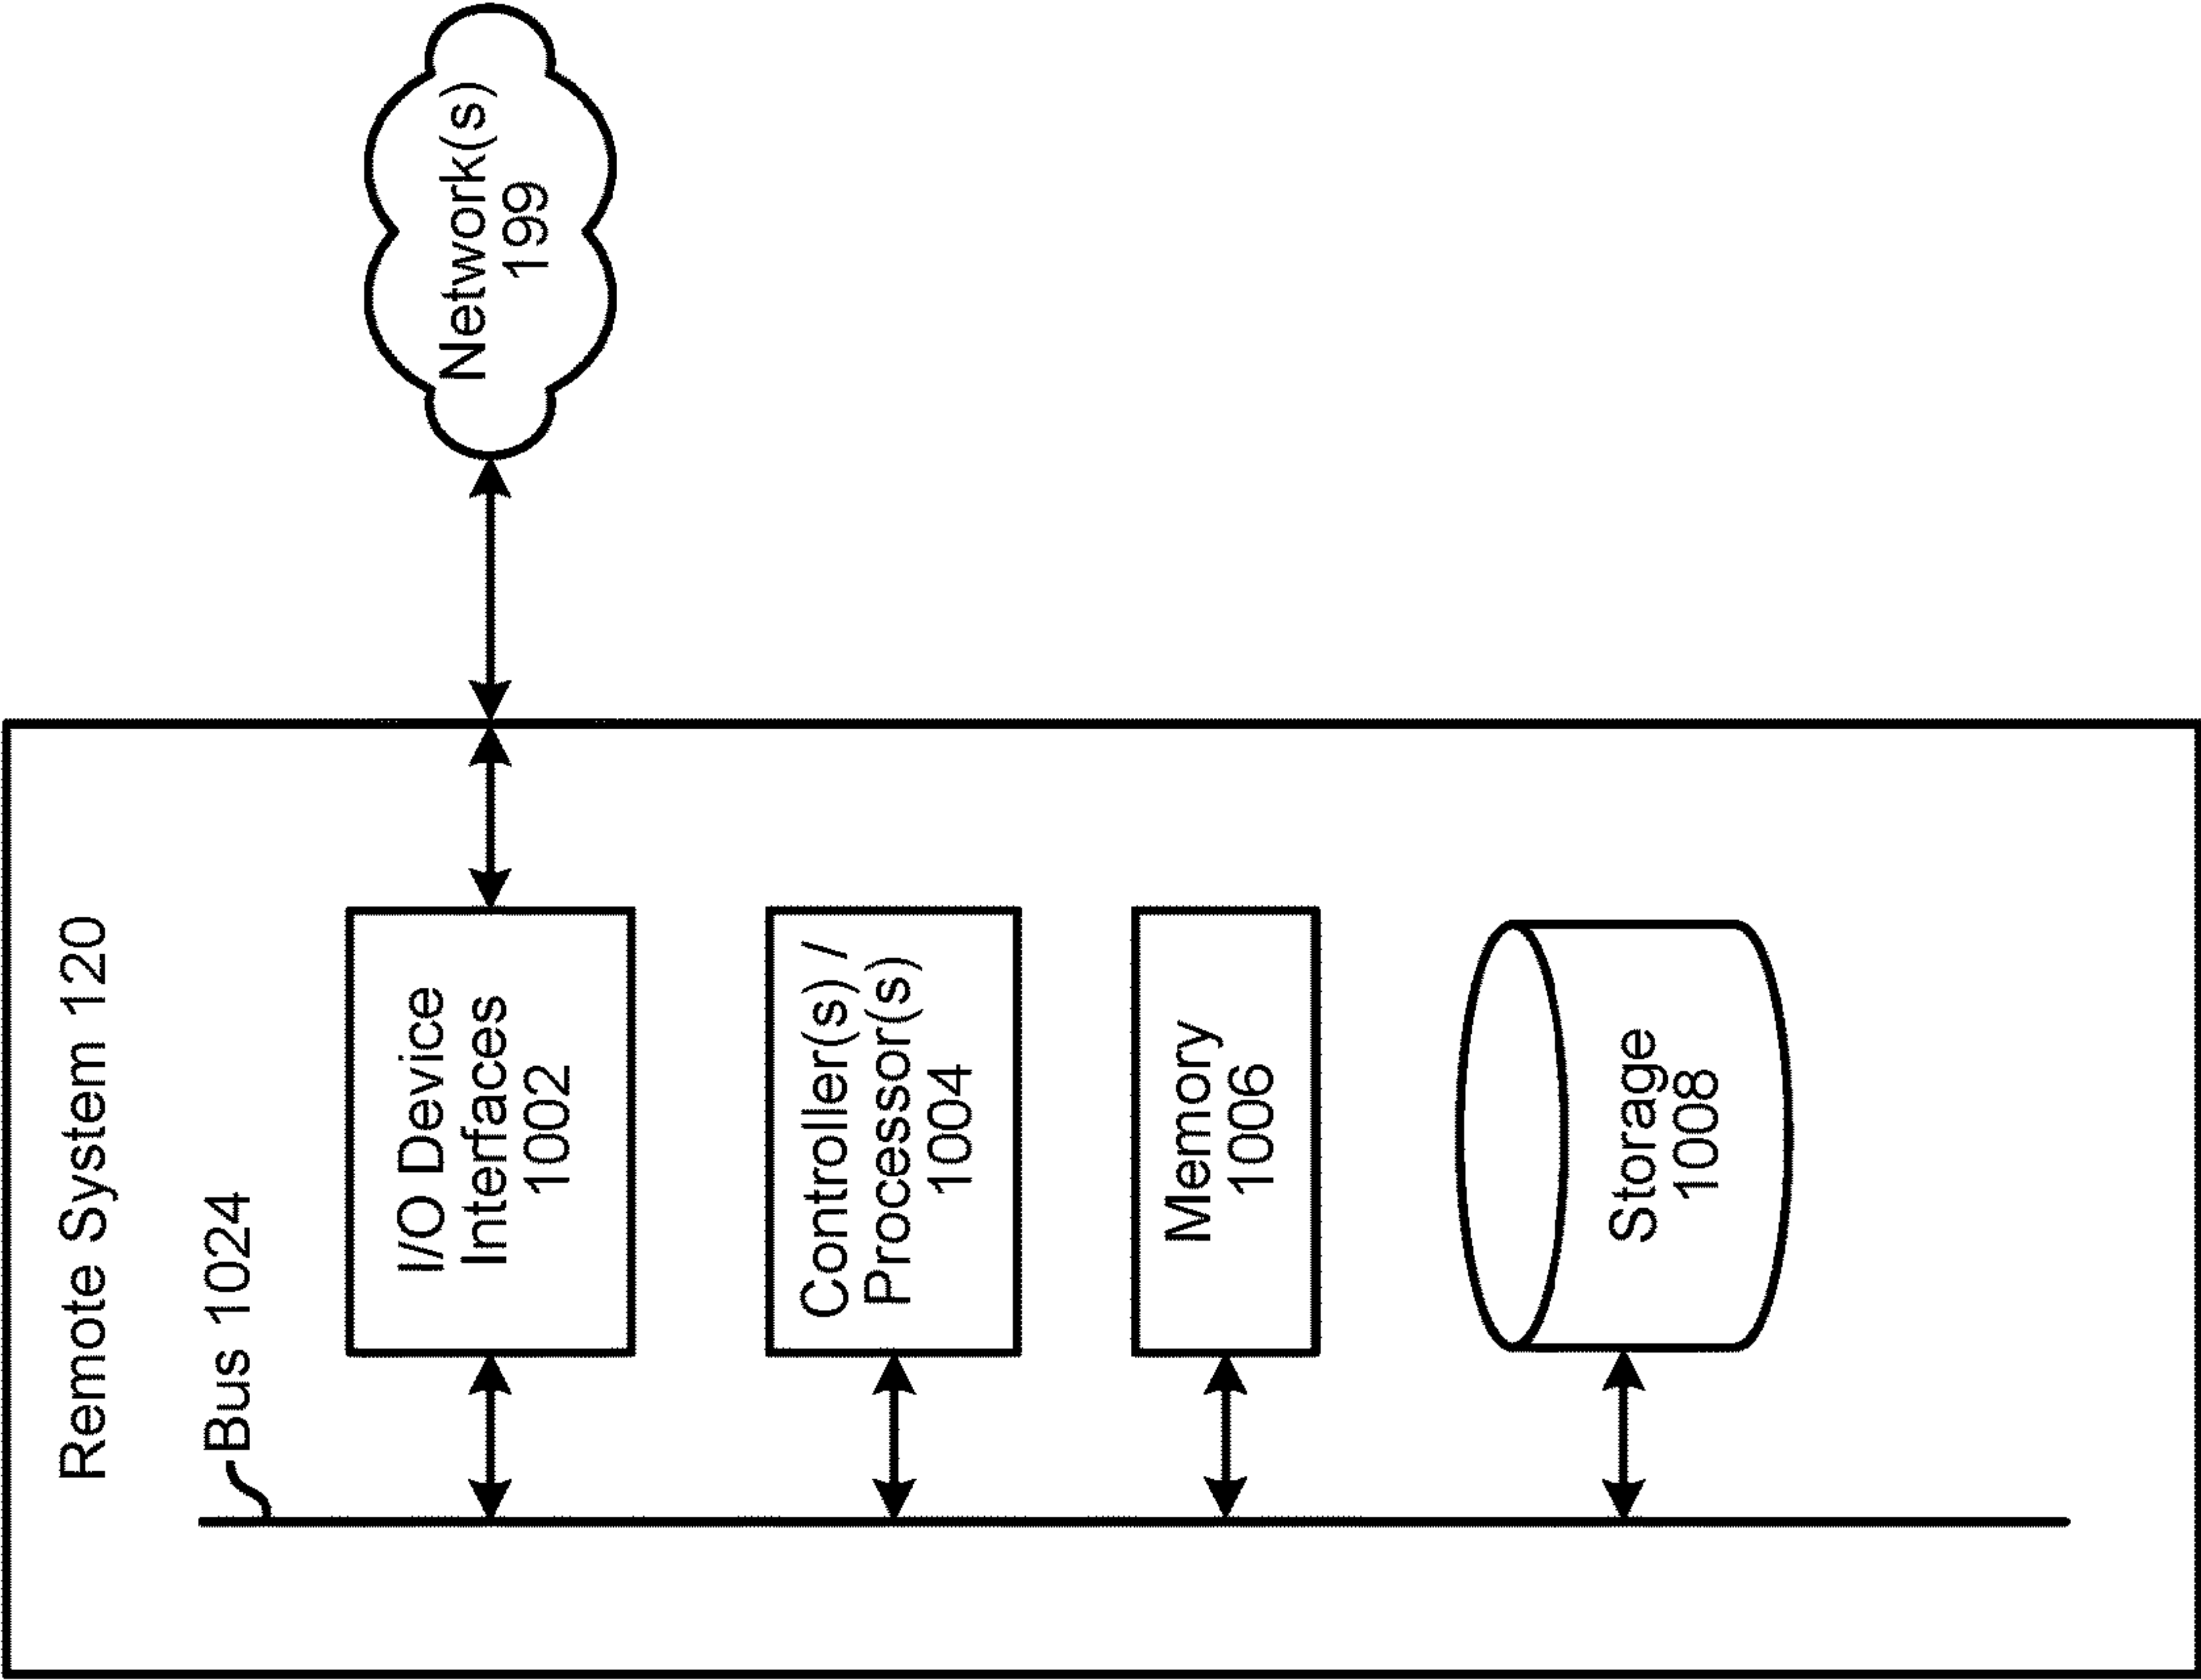 Remote System 120
Bus 1024
I/O Device
Interfaces
1002
Network(s)
199
Controller(s) /
Processor(s)
1004
Memory
1006
Storage
1008